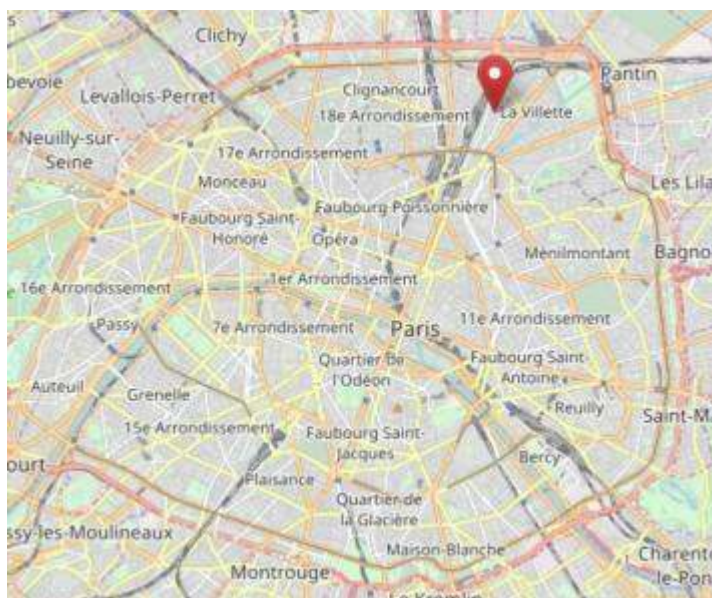 Clichy
Pantin
Levallois-Perret
Clignancourt
18e Arrondissement
La Villette
Neuilly-sur-
Seine
17e Arrondissement
Monceau
Les Lila
Faubourg Saint-
Honoré
Faubourg Poissonnière
Opéra
Ménilmontant
Bagno
16e Arrondissement
1er Arrondissement
Passy
7e Arrondissement
Paris
11e Arrondissement
Quartier de
l'Odéon
Faubourg Saint-
Antoine
Auteuil
Grenelle
Reuilly
Saint-M
15e Arrondissement
Faubourg Saint-
Jacques
Bercy
ourt
Plaisance
Quartier de
la Glacière
ssy-les-Moulineaux
Maison-Blanche
Charent
le-Pon
Montrouge